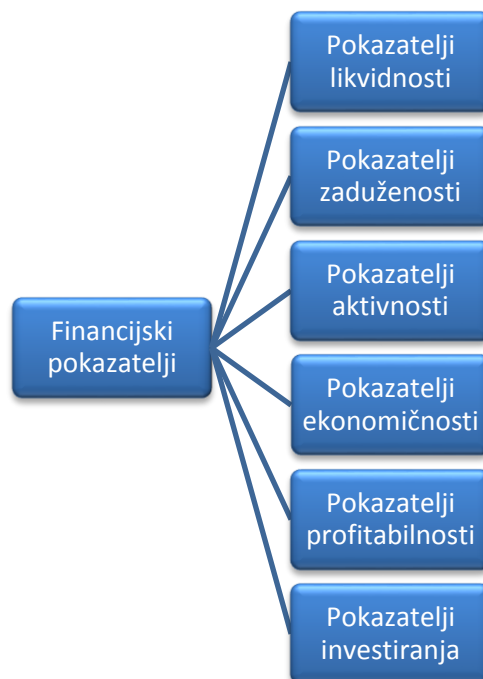 Pokazatelji
likvidnosti
Pokazatelji
zaduženosti
Pokazatelji
aktivnosti
Financijski
pokazatelji
Pokazatelji
ekonomičnosti
Pokazatelji
profitabilnosti
Pokazatelji
investiranja